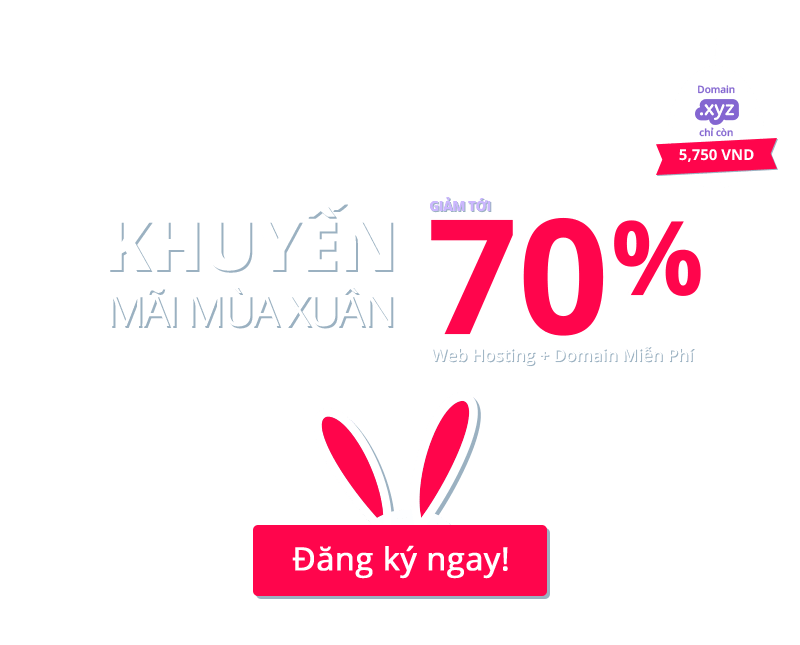 Domain
.xyz
chỉ còn
5,750 VND
KHUYẾN
MÃI MÙA XUÂN
GIẢM TỚI
70%
Web Hosting + Domain Miễn Phí
Đăng ký ngay!